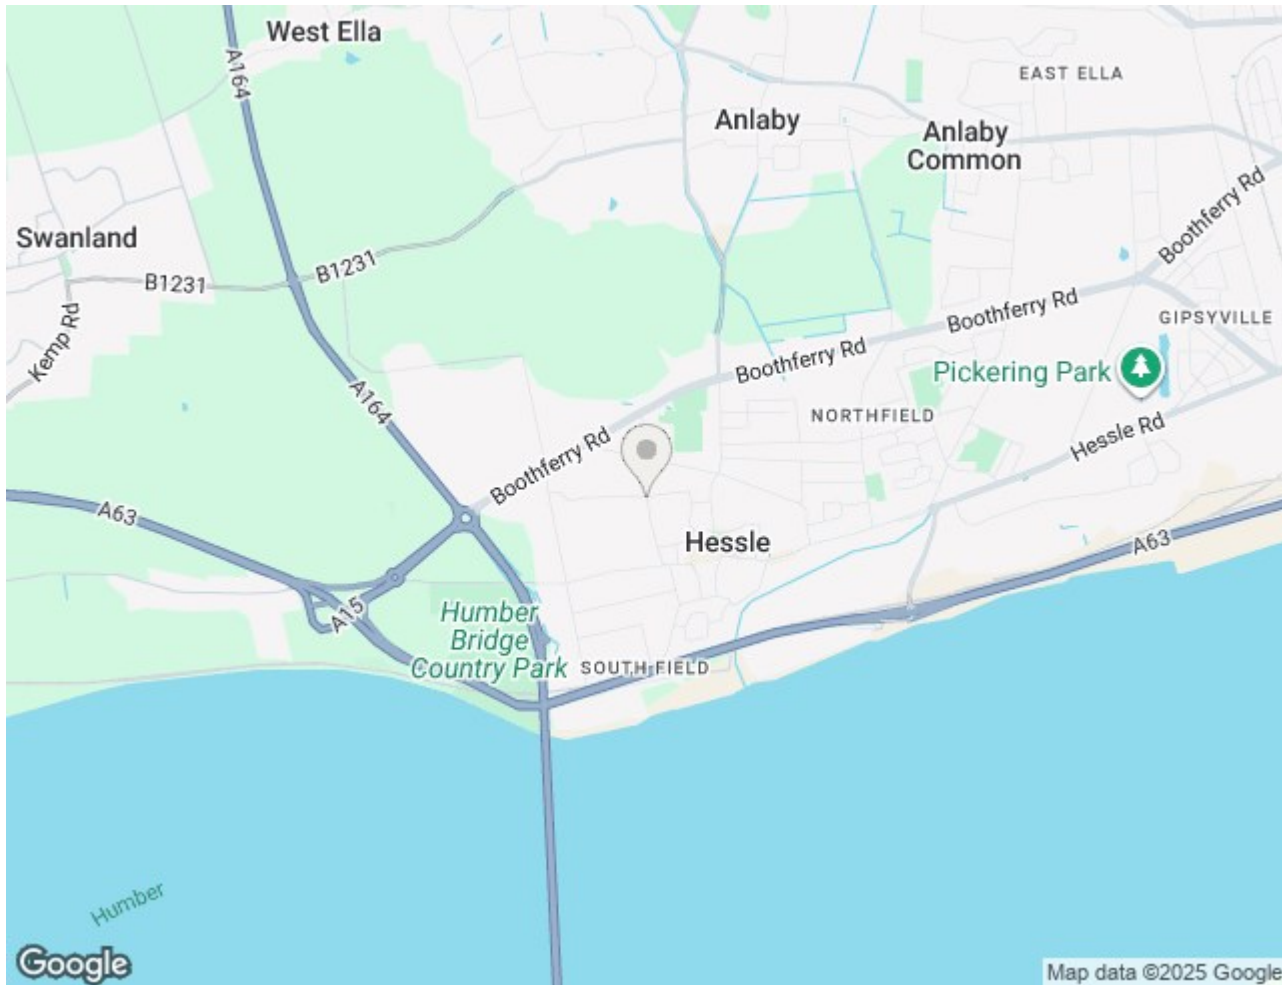 West Ella
A164
EAST ELLA
Anlaby
Anlaby
Common
Boothferry Rd
Swanland
B1231
B1231
Kemp Rd
Boothferry Rd
GIPSYVILLE
Boothferry Rd
Pickering Park
A164
NORTHFIELD
Hessle Rd
Boothferry Rd
A63
Hessle
A63
A15
Humber
Bridge
Country Park
SOUTH FIELD
Humber
Google
Map data ©2025 Google